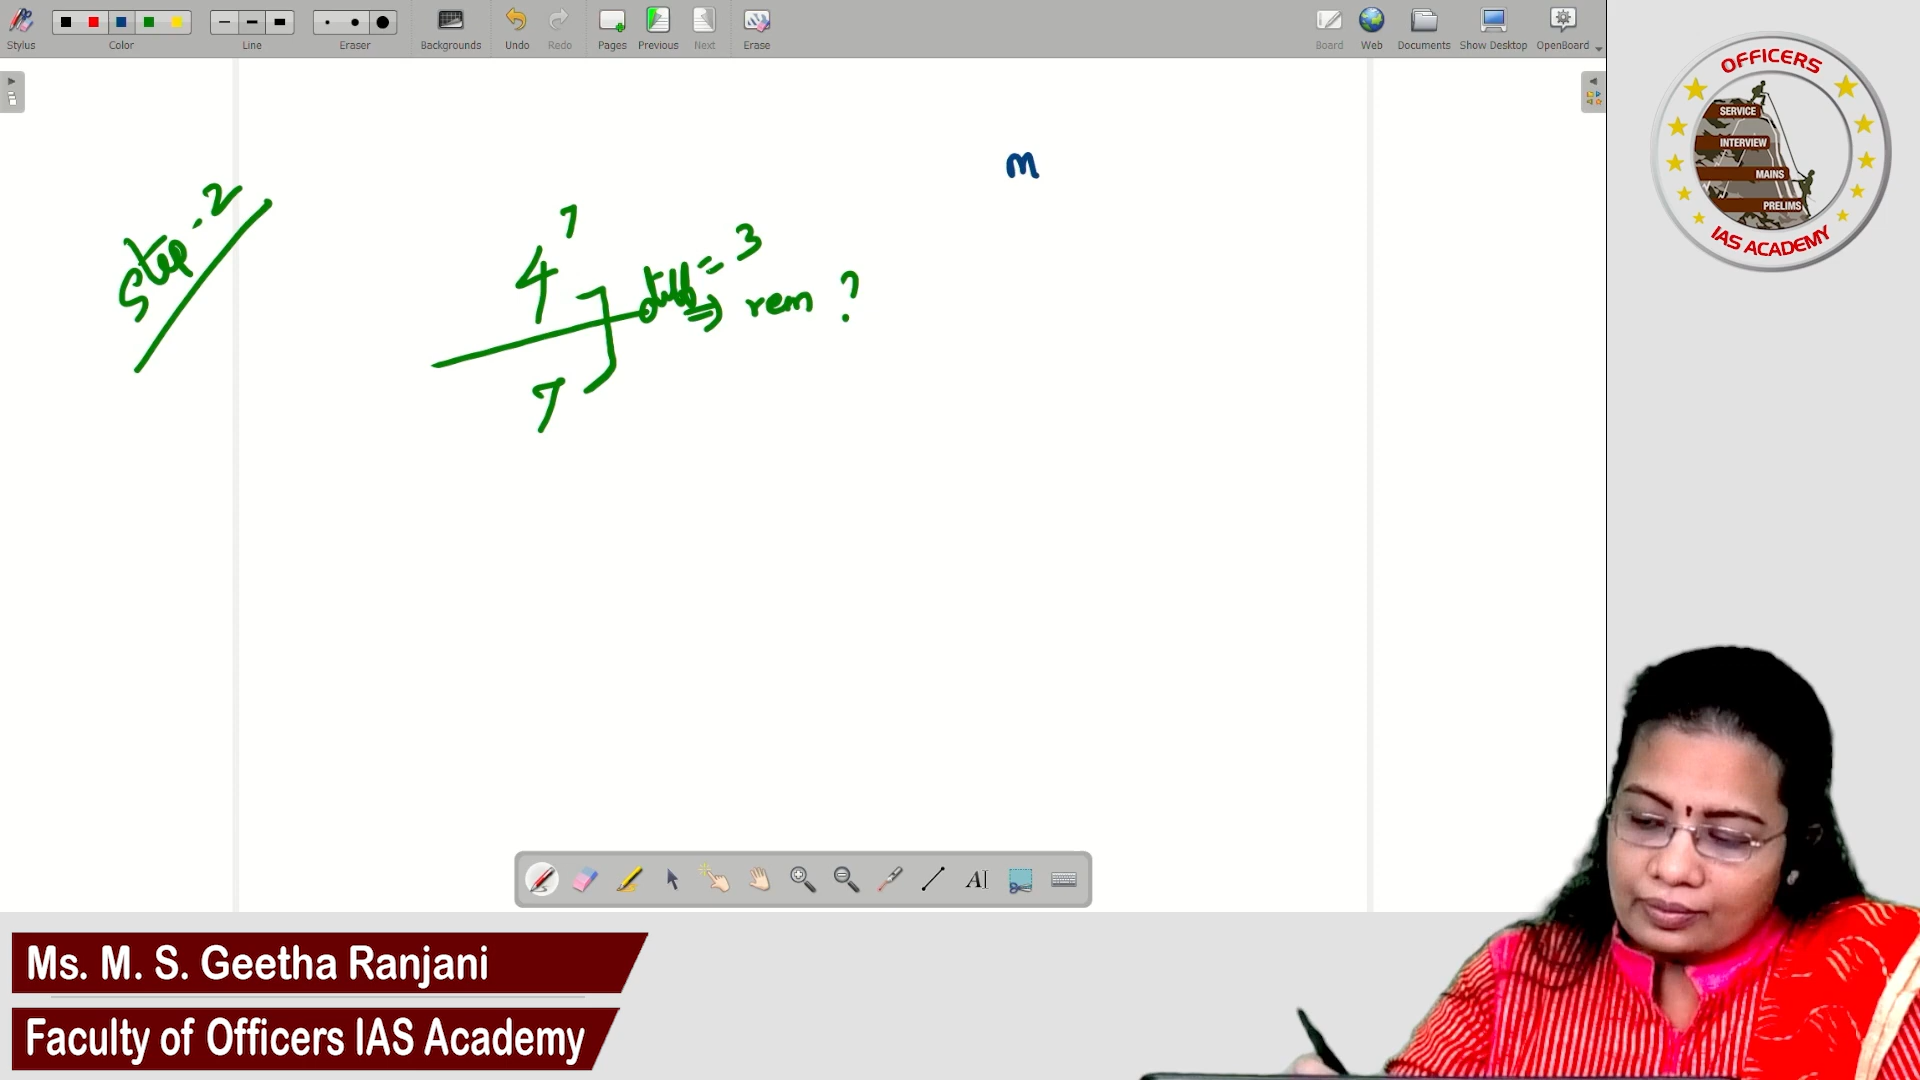 Stylus
Color
Line
Eraser
Backgrounds
Undo
Redo
Pages
Previous
Next
Erase
Board
Web
Documents
Show Desktop
OpenBoard
OFFICERS
SERVICE
INTERVIEW
MAINS
PRELIMS
IAS ACADEMY
m
Step-2
4⁷
7
diff = 3
⇒ rem ?
AI
Ms. M. S. Geetha Ranjani
Faculty of Officers IAS Academy